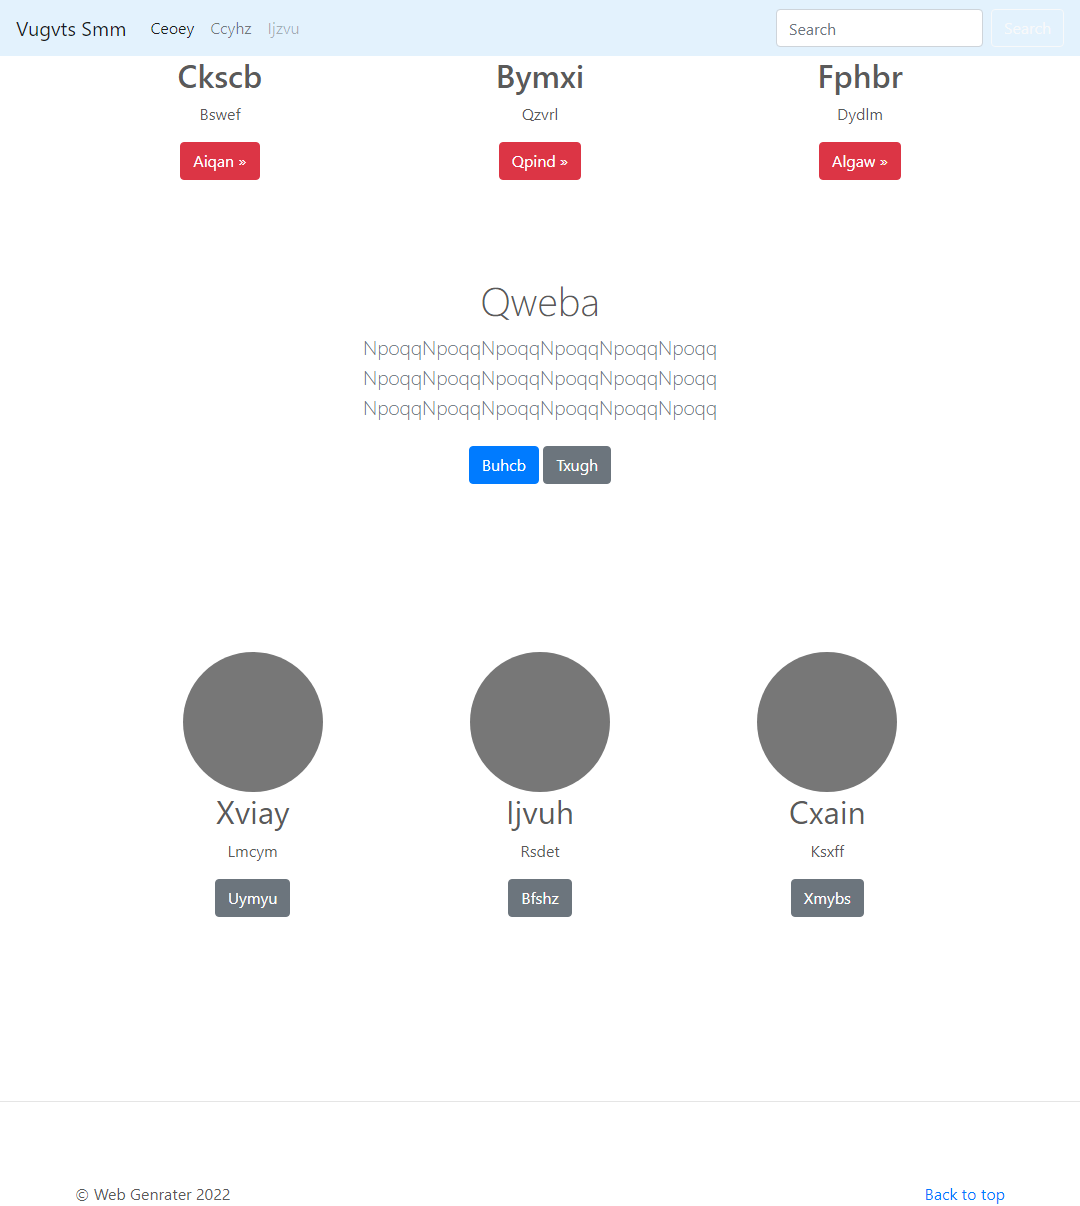 Vugvts Smm Ceoey Ccyhz Ijzvu Search Search
Ckscb Bymxi Fphbr
Bswef Qzvrl Dydlm
Aiqan » Qpind » Algaw »
Qweba
NpoqqNpoqqNpoqqNpoqqNpoqqNpoqq
NpoqqNpoqqNpoqqNpoqqNpoqqNpoqq
NpoqqNpoqqNpoqqNpoqqNpoqqNpoqq
Buhcb Txugh
Xviay Ijvuh Cxain
Lmcym Rsdet Ksxff
Uymyu Bfshz Xmybs
© Web Genrater 2022 Back to top